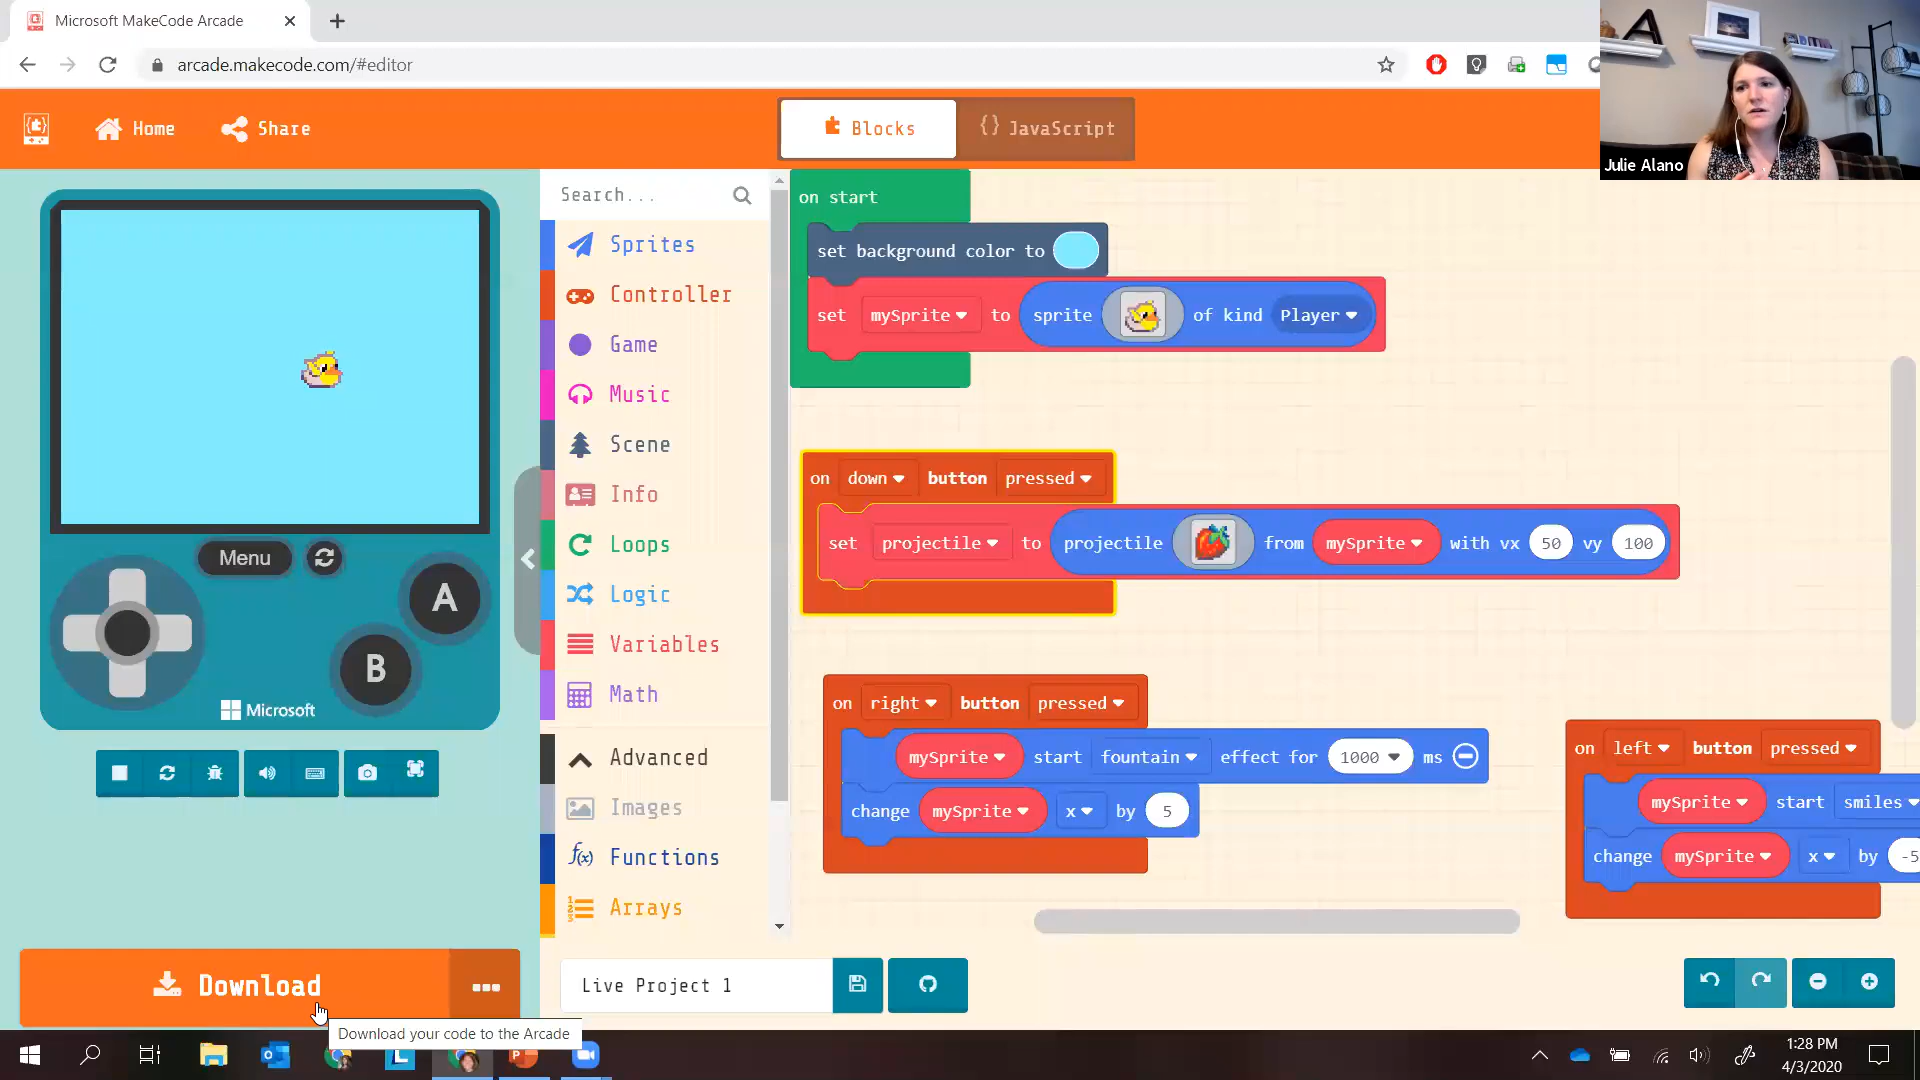 Microsoft MakeCode Arcade
arcade.makecode.com/#editor
Home
Share
Blocks
{} JavaScript
Julie Alano
Search...
Sprites
Controller
Game
Music
Scene
Info
Loops
Logic
Variables
Math
Advanced
Images
Functions
Arrays
Menu
A
B
Microsoft
on start
set background color to
set mySprite to sprite of kind Player
on down button pressed
set projectile to projectile from mySprite with vx 50 vy 100
on right button pressed
mySprite start fountain effect for 1000 ms
change mySprite x by 5
on left button pressed
mySprite start smiles
change mySprite x by -5
Download
Live Project 1
Download your code to the Arcade
1:28 PM
4/3/2020